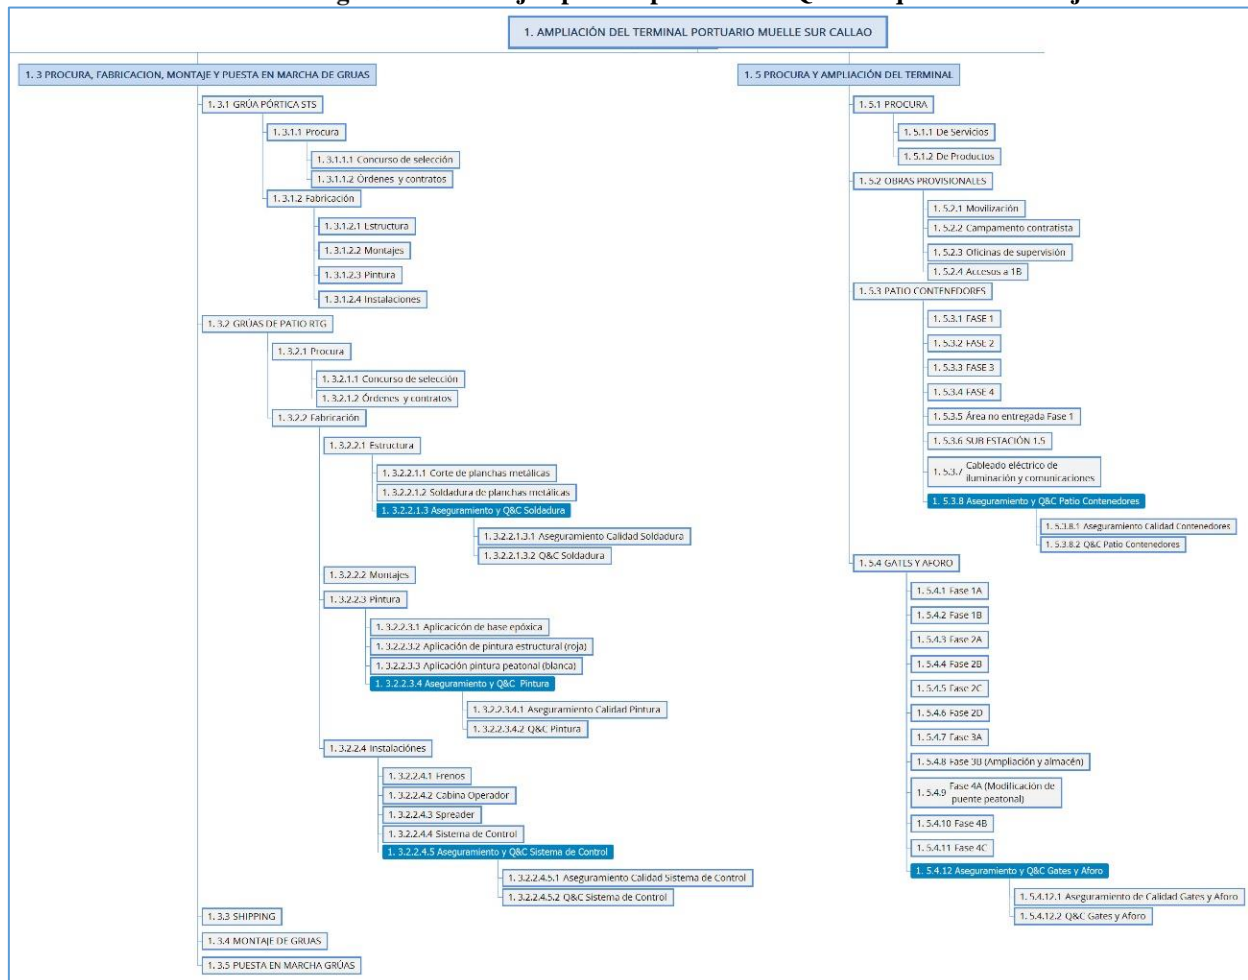 1. AMPLIACIÓN DEL TERMINAL PORTUARIO MUELLE SUR CALLAO
1. 3 PROCURA, FABRICACION, MONTAJE Y PUESTA EN MARCHA DE GRUAS
1. 3.1 GRÚA PÓRTICA STS
1. 3.1.1 Procura
1. 3.1.1.1 Concurso de selección
1. 3.1.1.2 Órdenes y contratos
1. 3.1.2 Fabricación
1. 3.1.2.1 Estructura
1. 3.1.2.2 Montajes
1. 3.1.2.3 Pintura
1. 3.1.2.4 Instalaciones
1. 3.2 GRÚAS DE PATIO RTG
1. 3.2.1 Procura
1. 3.2.1.1 Concurso de selección
1. 3.2.1.2 Órdenes y contratos
1. 3.2.2 Fabricación
1. 3.2.2.1 Estructura
1. 3.2.2.1.1 Corte de planchas metálicas
1. 3.2.2.1.2 Soldadura de planchas metálicas
1. 3.2.2.1.3 Aseguramiento y Q&C Soldadura
1. 3.2.2.1.3.1 Aseguramiento Calidad Soldadura
1. 3.2.2.1.3.2 Q&C Soldadura
1. 3.2.2.2 Montajes
1. 3.2.2.3 Pintura
1. 3.2.2.3.1 Aplicacicón de base epóxica
1. 3.2.2.3.2 Aplicación de pintura estructural (roja)
1. 3.2.2.3.3 Aplicación pintura peatonal (blanca)
1. 3.2.2.3.4 Aseguramiento y Q&C Pintura
1. 3.2.2.3.4.1 Aseguramiento Calidad Pintura
1. 3.2.2.3.4.2 Q&C Pintura
1. 3.2.2.4 Instalaciónes
1. 3.2.2.4.1 Frenos
1. 3.2.2.4.2 Cabina Operador
1. 3.2.2.4.3 Spreader
1. 3.2.2.4.4 Sistema de Control
1. 3.2.2.4.5 Aseguramiento y Q&C Sistema de Control
1. 3.2.2.4.5.1 Aseguramiento Calidad Sistema de Control
1. 3.2.2.4.5.2 Q&C Sistema de Control
1. 3.3 SHIPPING
1. 3.4 MONTAJE DE GRUAS
1. 3.5 PUESTA EN MARCHA GRÚAS
1. 5 PROCURA Y AMPLIACIÓN DEL TERMINAL
1. 5.1 PROCURA
1. 5.1.1 De Servicios
1. 5.1.2 De Productos
1. 5.2 OBRAS PROVISIONALES
1. 5.2.1 Movilización
1. 5.2.2 Campamento contratista
1. 5.2.3 Oficinas de supervisión
1. 5.2.4 Accesos a 1B
1. 5.3 PATIO CONTENEDORES
1. 5.3.1 FASE 1
1. 5.3.2 FASE 2
1. 5.3.3 FASE 3
1. 5.3.4 FASE 4
1. 5.3.5 Área no entregada Fase 1
1. 5.3.6 SUB ESTACIÓN 1.5
1. 5.3.7 Cableado eléctrico de
iluminación y comunicaciones
1. 5.3.8 Aseguramiento y Q&C Patio Contenedores
1. 5.3.8.1 Aseguramiento Calidad Contenedores
1. 5.3.8.2 Q&C Patio Contenedores
1. 5.4 GATES Y AFORO
1. 5.4.1 Fase 1A
1. 5.4.2 Fase 1B
1. 5.4.3 Fase 2A
1. 5.4.4 Fase 2B
1. 5.4.5 Fase 2C
1. 5.4.6 Fase 2D
1. 5.4.7 Fase 3A
1. 5.4.8 Fase 3B (Ampliación y almacén)
1. 5.4.9 Fase 4A (Modificación de
puente peatonal)
1. 5.4.10 Fase 4B
1. 5.4.11 Fase 4C
1. 5.4.12 Aseguramiento y Q&C Gates y Aforo
1. 5.4.12.1 Aseguramiento de Calidad Gates y Aforo
1. 5.4.12.2 Q&C Gates y Aforo